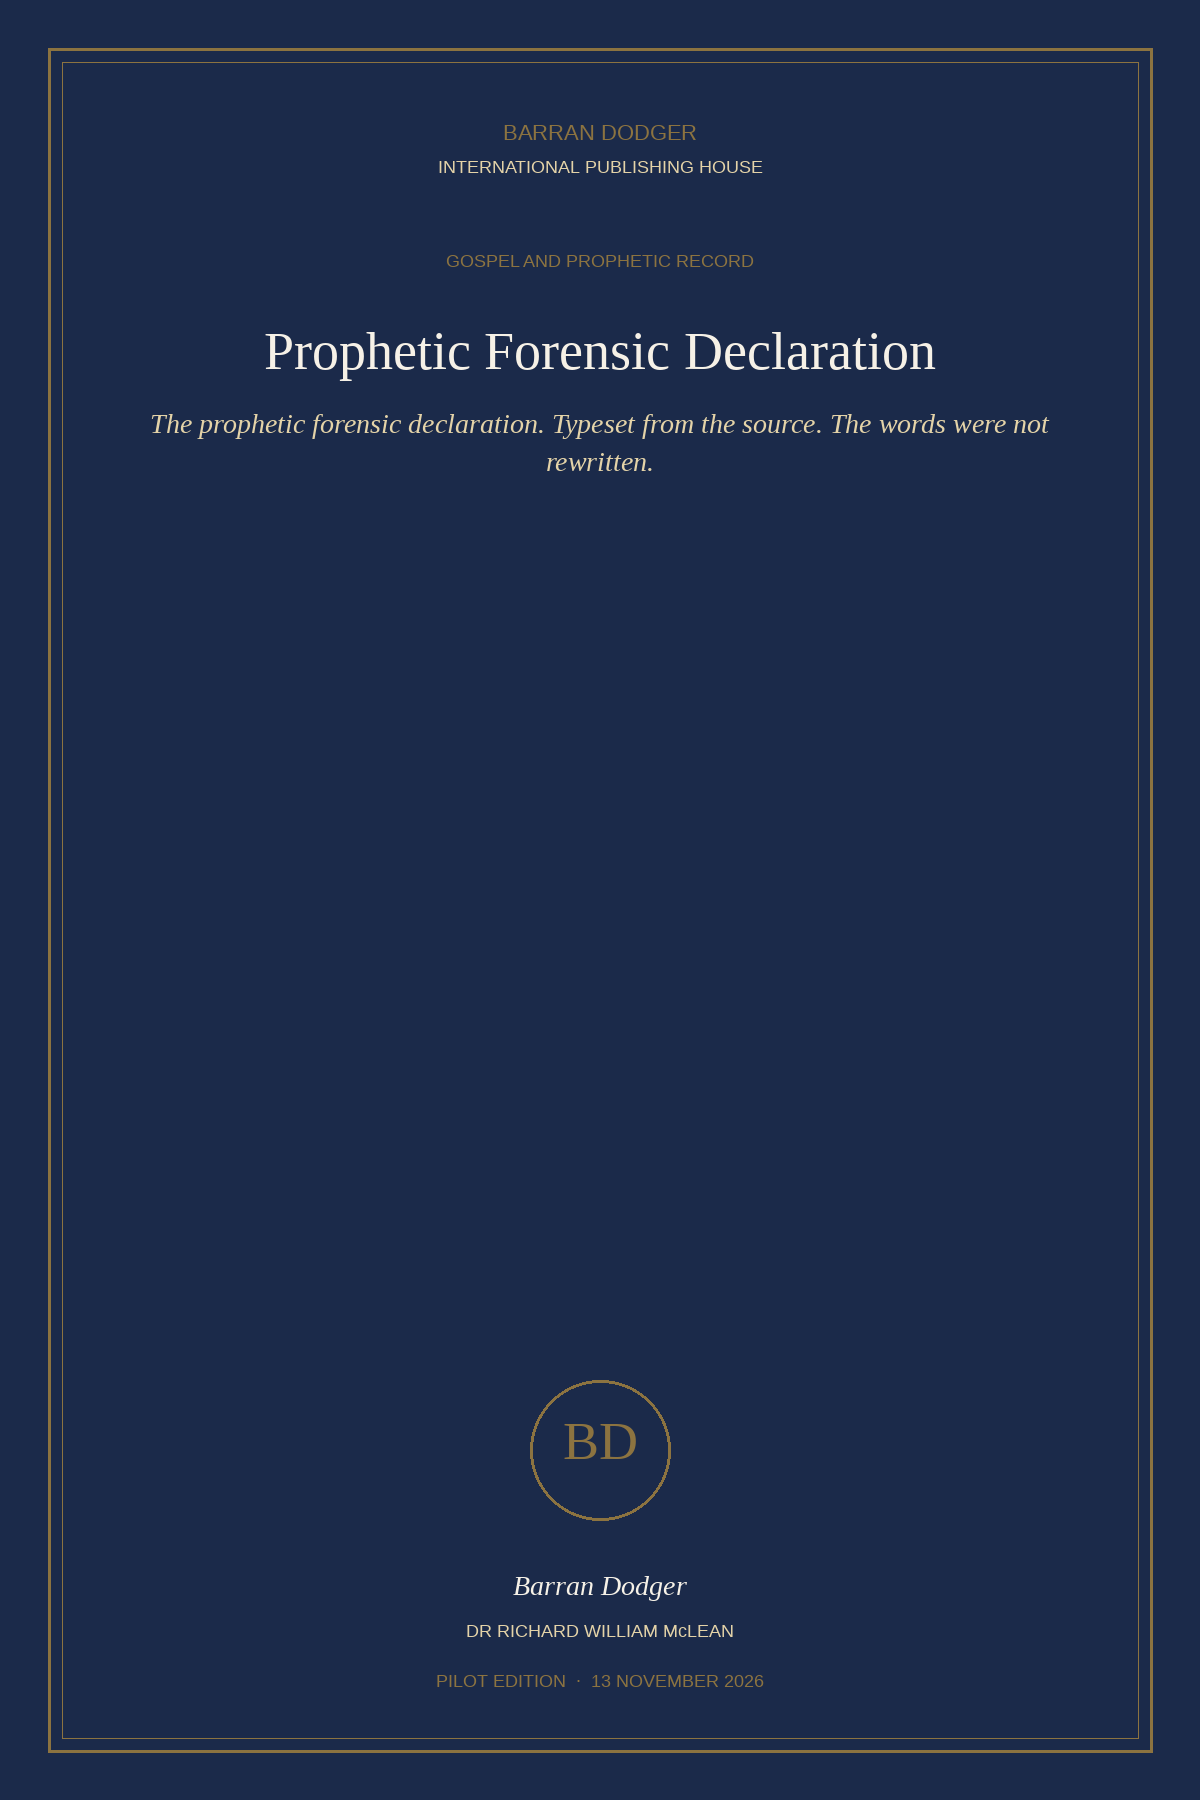 BARRAN DODGER
INTERNATIONAL PUBLISHING HOUSE
GOSPEL AND PROPHETIC RECORD
Prophetic Forensic Declaration
The prophetic forensic declaration. Typeset from the source. The words were not
rewritten.
BD
Barran Dodger
DR RICHARD WILLIAM McLEAN
PILOT EDITION · 13 NOVEMBER 2026